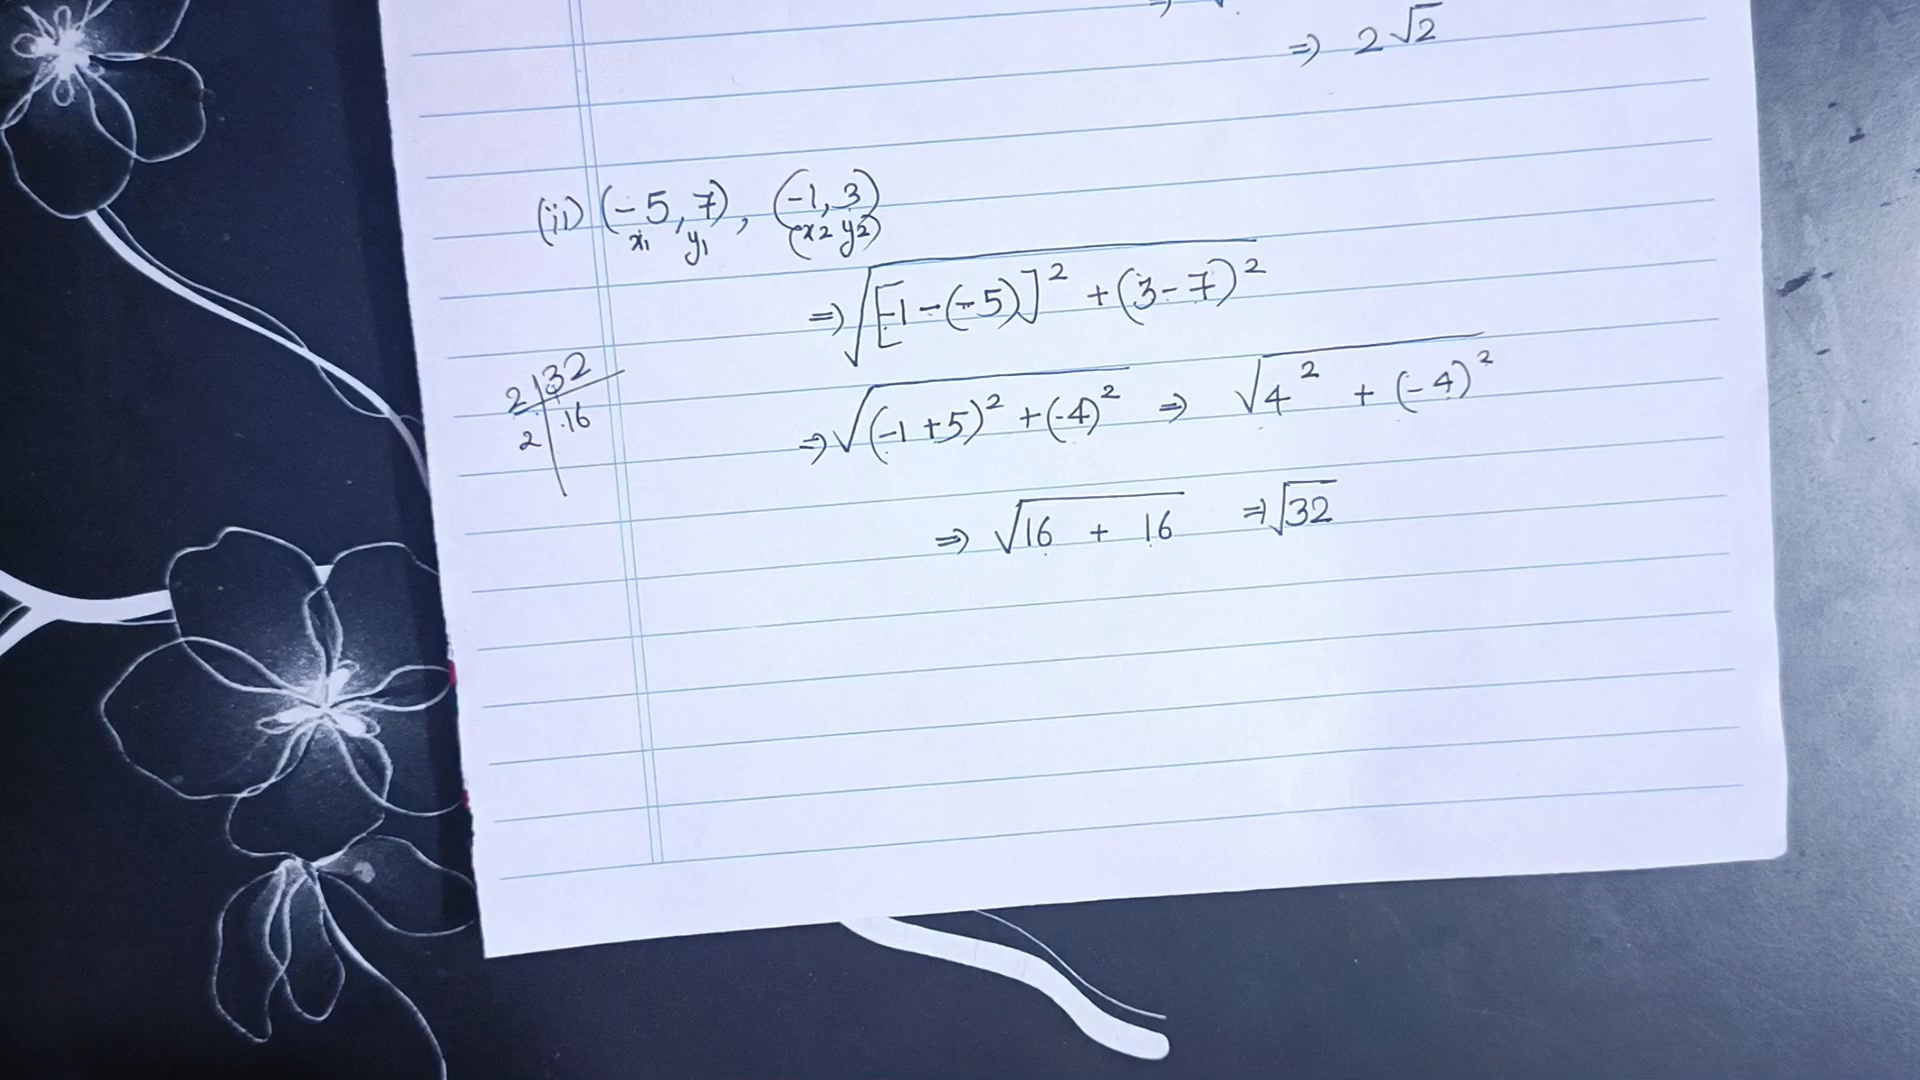 ⇒ 2√2
(ii) (-5, 7), (-1, 3)
x₁ y₁ (x2 y2)
⇒ √[-1-(-5)]² + (3-7)²
2 | 32
2 | 16
⇒ √(-1+5)² + (-4)² ⇒ √4² + (-4)²
⇒ √16 + 16 ⇒ √32